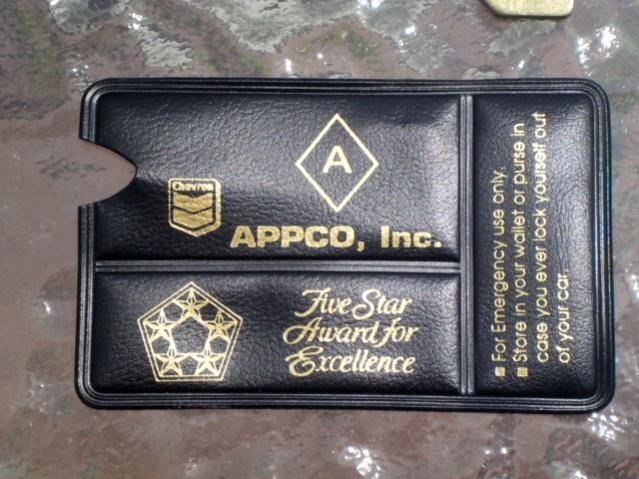 A
Chevron
APPCO, Inc.
Five Star
Award for
Excellence
For Emergency use only.
Store in your wallet or purse in
case you ever lock yourself out
of your car.